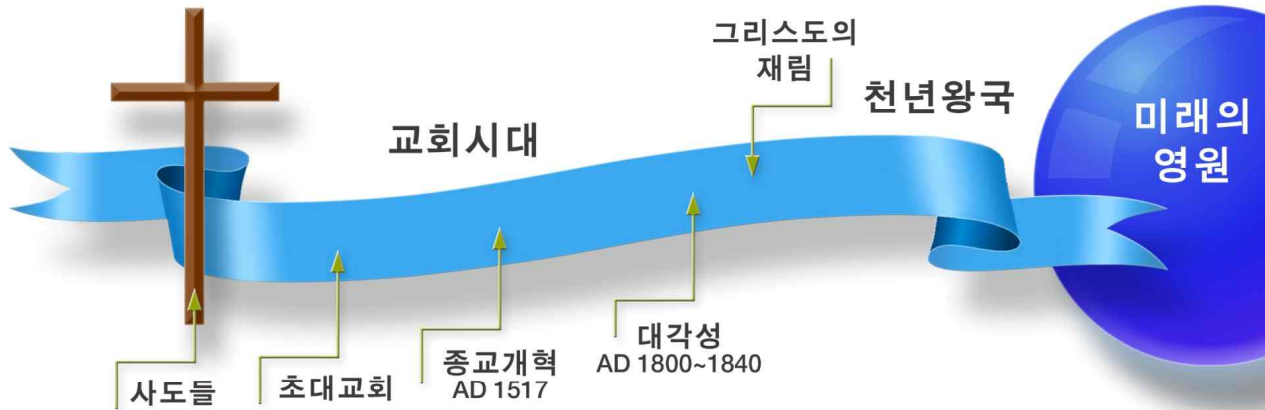 그리스도의
재림
천년왕국
미래의
영원
교회시대
사도들
초대교회
종교개혁
AD 1517
대각성
AD 1800~1840